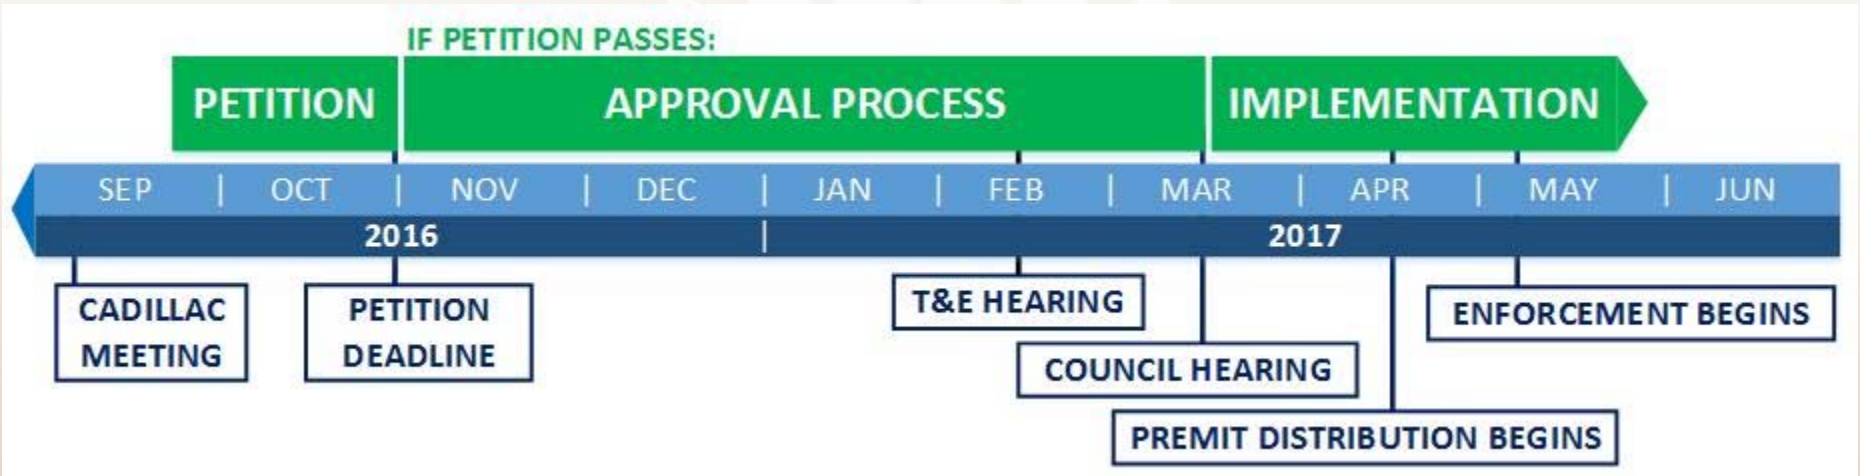 IF PETITION PASSES:
PETITION
APPROVAL PROCESS
IMPLEMENTATION
SEP | OCT | NOV | DEC | JAN | FEB | MAR | APR | MAY | JUN
2016 | 2017
CADILLAC
MEETING
PETITION
DEADLINE
T&E HEARING
COUNCIL HEARING
PREMIT DISTRIBUTION BEGINS
ENFORCEMENT BEGINS